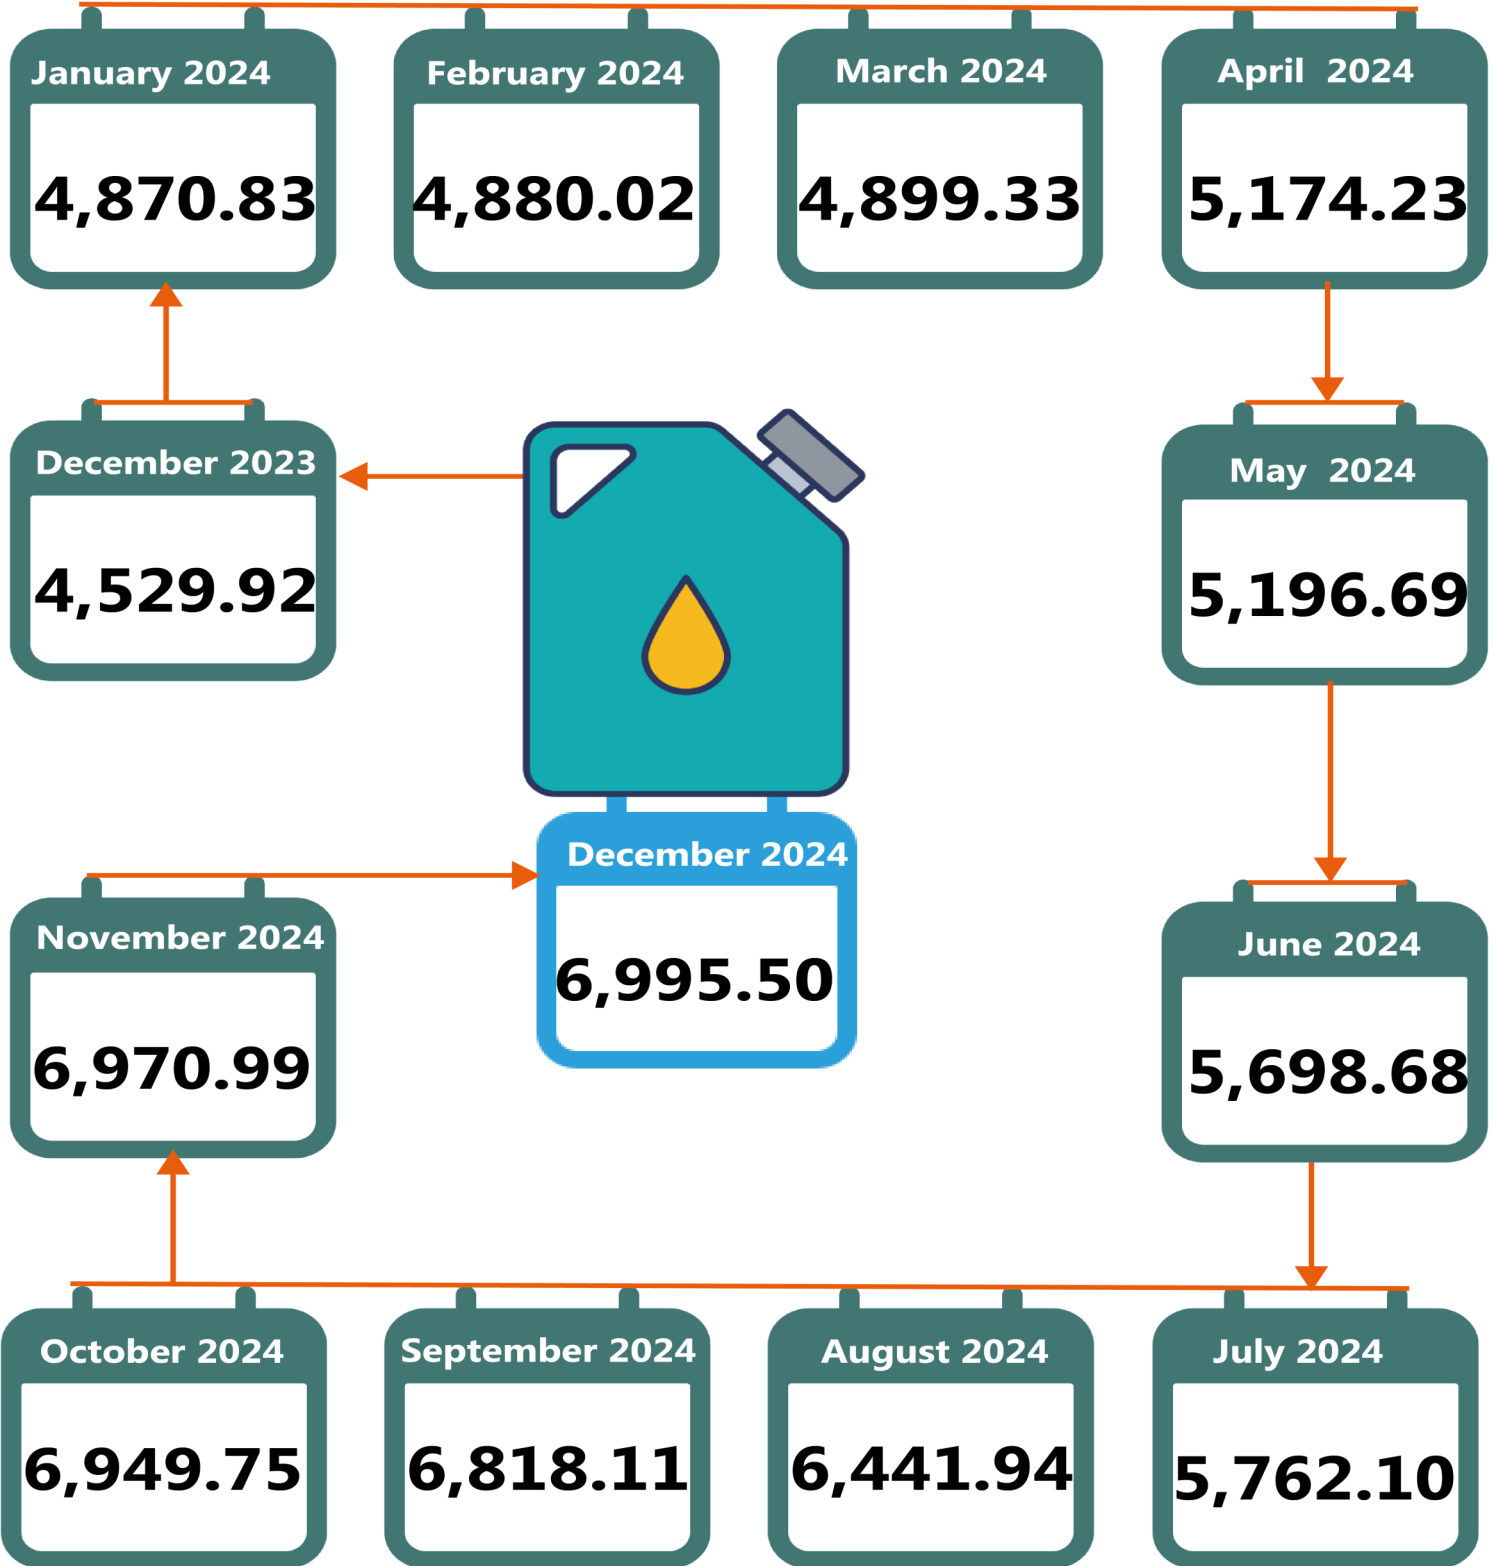 January 2024
4,870.83
February 2024
4,880.02
March 2024
4,899.33
April 2024
5,174.23
December 2023
4,529.92
May 2024
5,196.69
December 2024
6,995.50
November 2024
6,970.99
June 2024
5,698.68
October 2024
6,949.75
September 2024
6,818.11
August 2024
6,441.94
July 2024
5,762.10